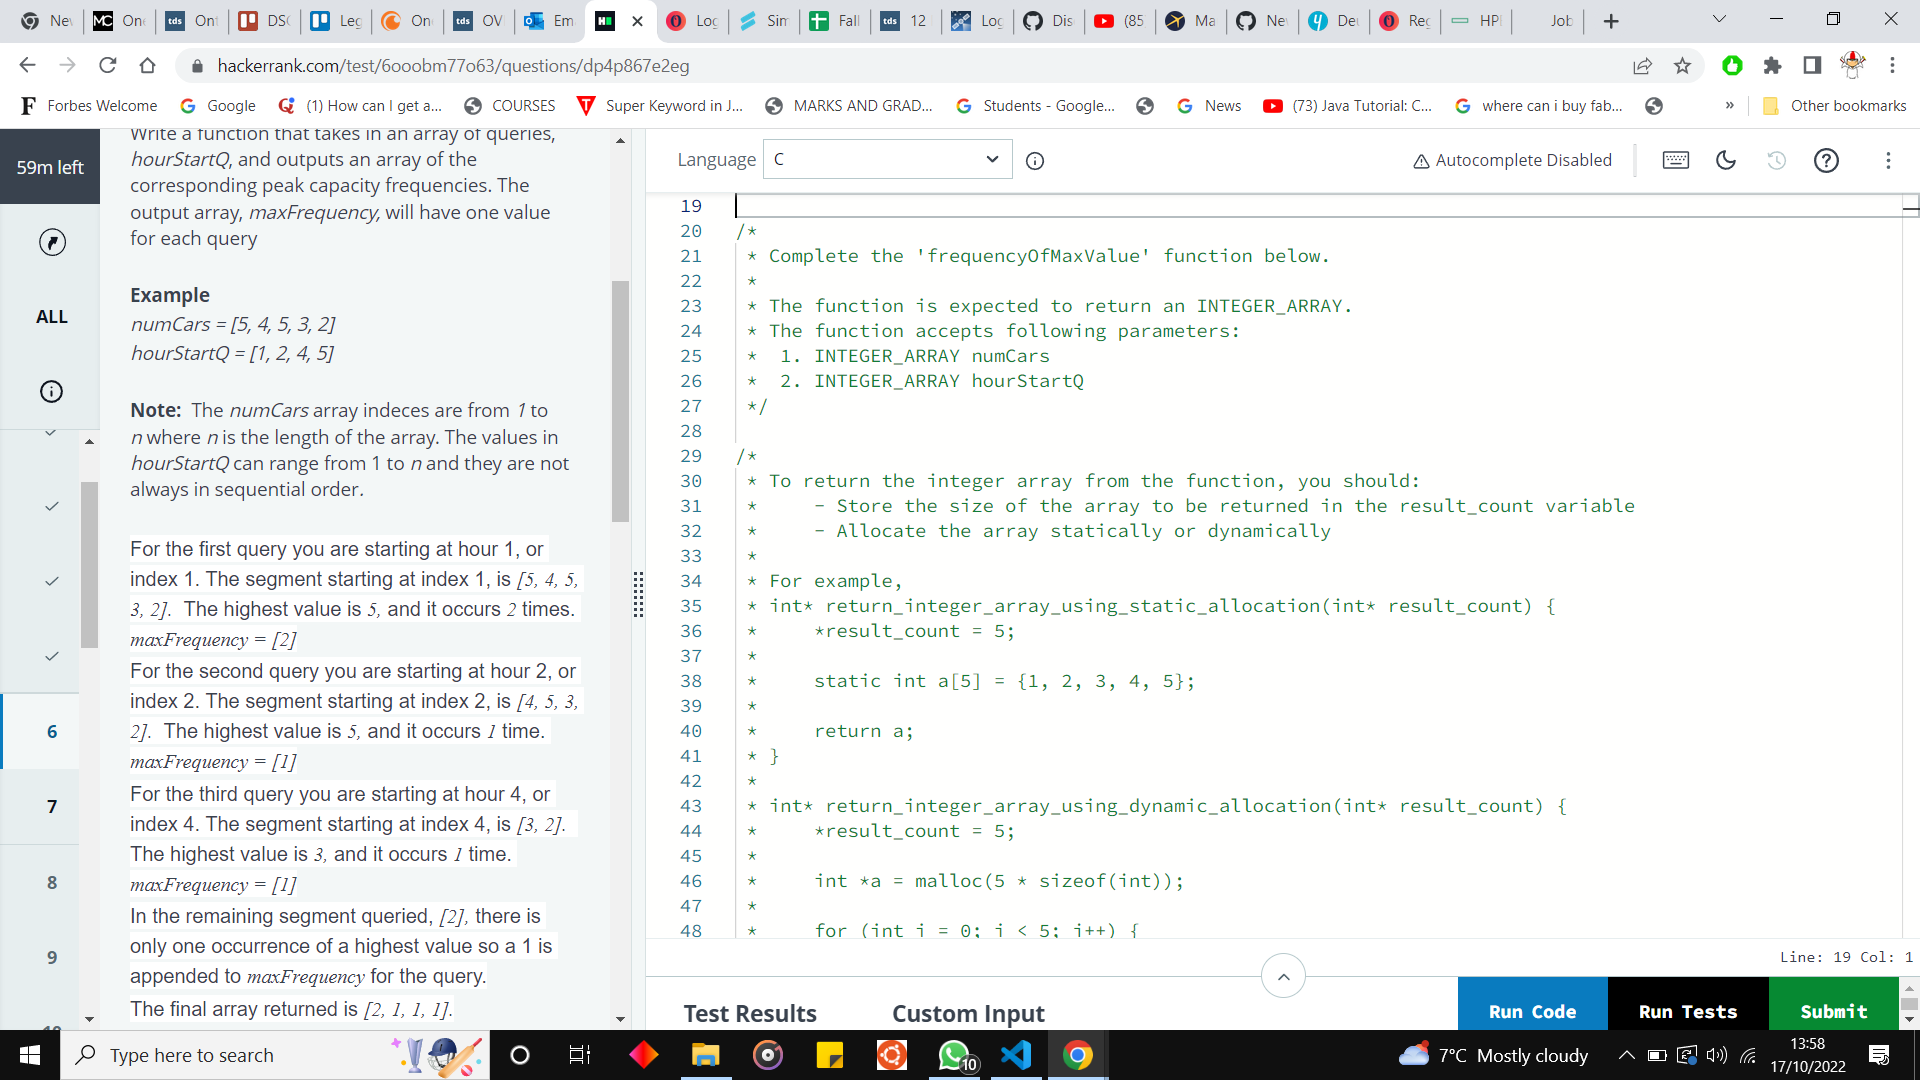 Nev
MC
One
tds
Ont
DSC
Leg
One
tds
OVE
Em
H
Log
Sim
Fall
tds
12
Log
Dis
(85
Ma
Nev
Deu
Reg
HPI
Job
hackerrank.com/test/6ooobm77o63/questions/dp4p867e2eg
Forbes Welcome
Google
(1) How can I get a...
COURSES
Super Keyword in J...
MARKS AND GRAD...
Students - Google...
News
(73) Java Tutorial: C...
where can i buy fab...
»
Other bookmarks
59m left
ALL
6
7
8
9
Write a function that takes in an array of queries,
hourStartQ, and outputs an array of the
corresponding peak capacity frequencies. The
output array, maxFrequency, will have one value
for each query
Example
numCars = [5, 4, 5, 3, 2]
hourStartQ = [1, 2, 4, 5]
Note: The numCars array indeces are from 1 to
n where n is the length of the array. The values in
hourStartQ can range from 1 to n and they are not
always in sequential order.
For the first query you are starting at hour 1, or
index 1. The segment starting at index 1, is [5, 4, 5,
3, 2]. The highest value is 5, and it occurs 2 times.
maxFrequency = [2]
For the second query you are starting at hour 2, or
index 2. The segment starting at index 2, is [4, 5, 3,
2]. The highest value is 5, and it occurs 1 time.
maxFrequency = [1]
For the third query you are starting at hour 4, or
index 4. The segment starting at index 4, is [3, 2].
The highest value is 3, and it occurs 1 time.
maxFrequency = [1]
In the remaining segment queried, [2], there is
only one occurrence of a highest value so a 1 is
appended to maxFrequency for the query.
The final array returned is [2, 1, 1, 1].
Language C
Autocomplete Disabled
19
20 /*
21 * Complete the 'frequencyOfMaxValue' function below.
22 *
23 * The function is expected to return an INTEGER_ARRAY.
24 * The function accepts following parameters:
25 * 1. INTEGER_ARRAY numCars
26 * 2. INTEGER_ARRAY hourStartQ
27 */
28
29 /*
30 * To return the integer array from the function, you should:
31 * - Store the size of the array to be returned in the result_count variable
32 * - Allocate the array statically or dynamically
33 *
34 * For example,
35 * int* return_integer_array_using_static_allocation(int* result_count) {
36 * *result_count = 5;
37 *
38 * static int a[5] = {1, 2, 3, 4, 5};
39 *
40 * return a;
41 * }
42 *
43 * int* return_integer_array_using_dynamic_allocation(int* result_count) {
44 * *result_count = 5;
45 *
46 * int *a = malloc(5 * sizeof(int));
47 *
48 * for (int i = 0; i < 5; i++) {
Line: 19 Col: 1
Test Results
Custom Input
Run Code
Run Tests
Submit
Type here to search
10
7°C Mostly cloudy
13:58
17/10/2022